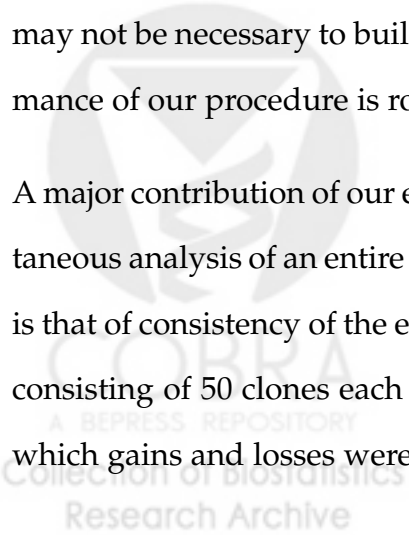 may not be necessary to buil
mance of our procedure is ro
A major contribution of our e
taneous analysis of an entire
is that of consistency of the e
COBRA
consisting of 50 clones each
A BEPRESS REPOSITORY
which gains and losses were
Collection of Biostatistics
Research Archive